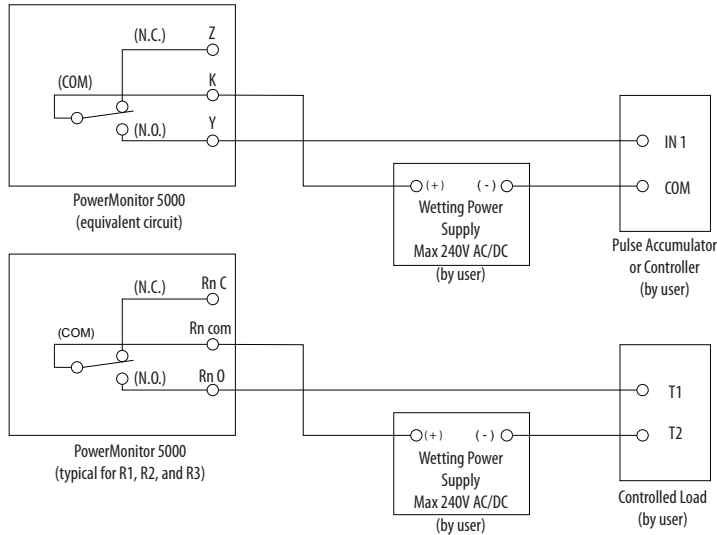 (N.C.)
Z
(COM)
K
(N.O.)
Y
PowerMonitor 5000
(equivalent circuit)
(+)
(-)
Wetting Power
Supply
Max 240V AC/DC
(by user)
IN 1
COM
Pulse Accumulator
or Controller
(by user)
(N.C.)
Rn C
(COM)
Rn com
(N.O.)
Rn O
PowerMonitor 5000
(typical for R1, R2, and R3)
(+)
(-)
Wetting Power
Supply
Max 240V AC/DC
(by user)
T1
T2
Controlled Load
(by user)